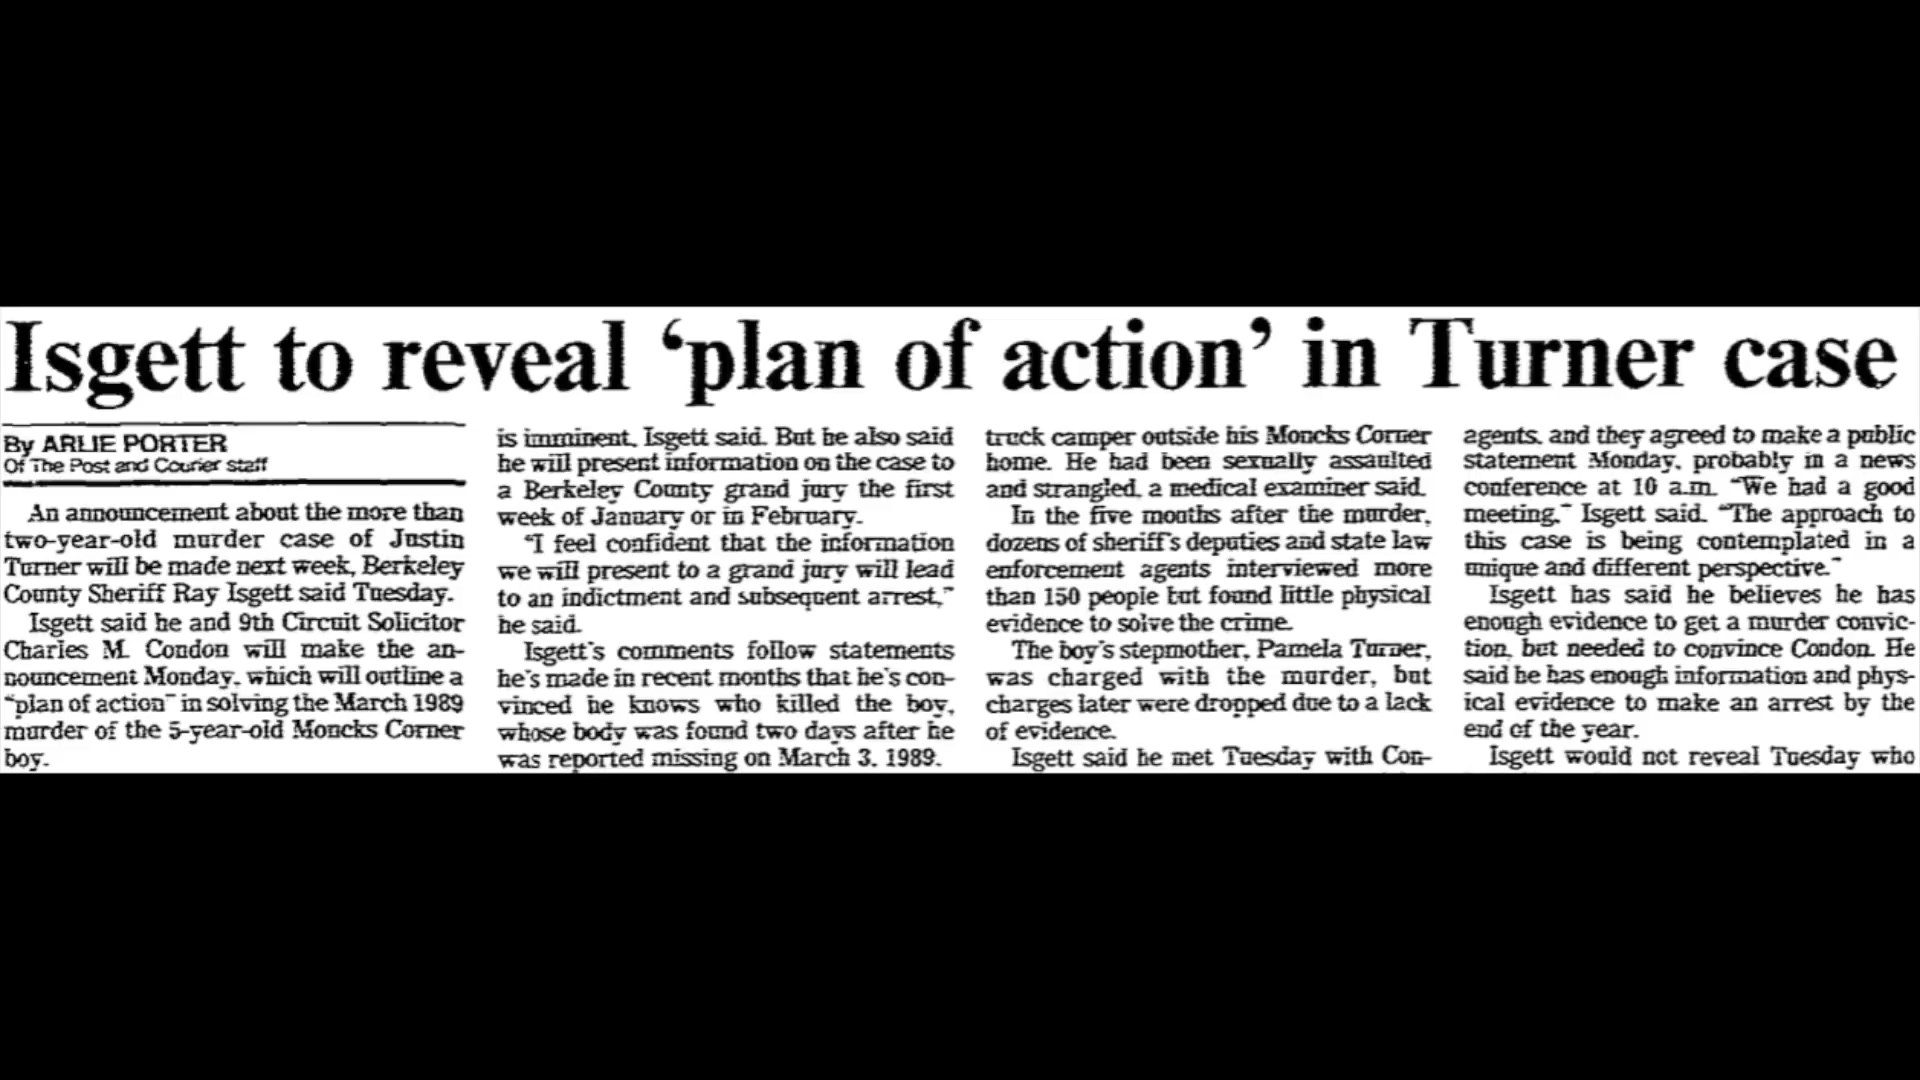 Isgett to reveal ‘plan of action’ in Turner case
By ARLIE PORTER
Of The Post and Courier staff
An announcement about the more than
two-year-old murder case of Justin
Turner will be made next week, Berkeley
County Sheriff Ray Isgett said Tuesday.
Isgett said he and 9th Circuit Solicitor
Charles M. Condon will make the an-
nouncement Monday, which will outline a
“plan of action” in solving the March 1989
murder of the 5-year-old Moncks Corner
boy.
is imminent, Isgett said. But he also said
he will present information on the case to
a Berkeley County grand jury the first
week of January or in February.
“I feel confident that the information
we will present to a grand jury will lead
to an indictment and subsequent arrest,”
he said.
Isgett’s comments follow statements
he’s made in recent months that he’s con-
vinced he knows who killed the boy,
whose body was found two days after he
was reported missing on March 3, 1989.
truck camper outside his Moncks Corner
home. He had been sexually assaulted
and strangled, a medical examiner said.
In the five months after the murder,
dozens of sheriff’s deputies and state law
enforcement agents interviewed more
than 150 people but found little physical
evidence to solve the crime.
The boy’s stepmother, Pamela Turner,
was charged with the murder, but
charges later were dropped due to a lack
of evidence.
Isgett said he met Tuesday with Con-
agents, and they agreed to make a public
statement Monday, probably in a news
conference at 10 a.m. “We had a good
meeting,” Isgett said. “The approach to
this case is being contemplated in a
unique and different perspective.”
Isgett has said he believes he has
enough evidence to get a murder convic-
tion, but needed to convince Condon. He
said he has enough information and phys-
ical evidence to make an arrest by the
end of the year.
Isgett would not reveal Tuesday who